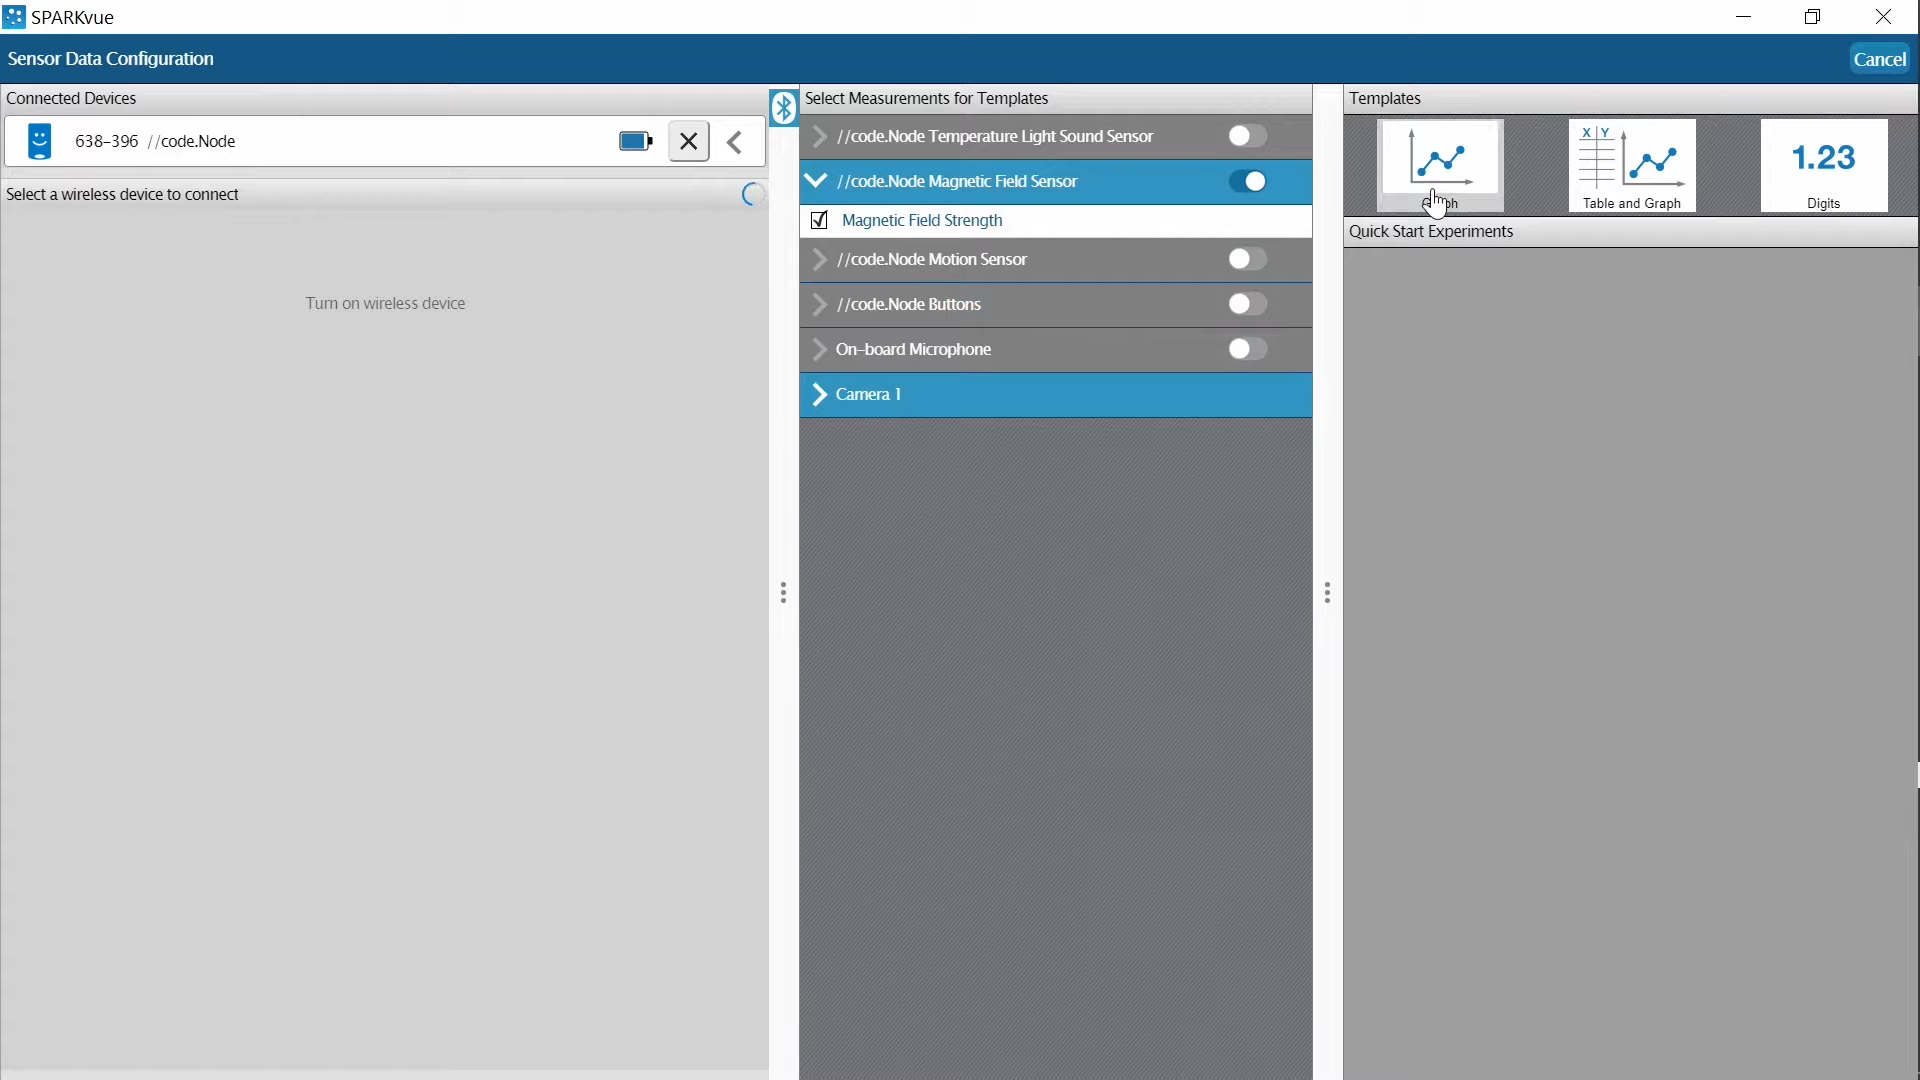 SPARKvue
Sensor Data Configuration
Cancel
Connected Devices
638-396 //code.Node
Select a wireless device to connect
Turn on wireless device
Select Measurements for Templates
//code.Node Temperature Light Sound Sensor
//code.Node Magnetic Field Sensor
Magnetic Field Strength
//code.Node Motion Sensor
//code.Node Buttons
On-board Microphone
Camera 1
Templates
X Y
Table and Graph
1.23
Digits
Quick Start Experiments